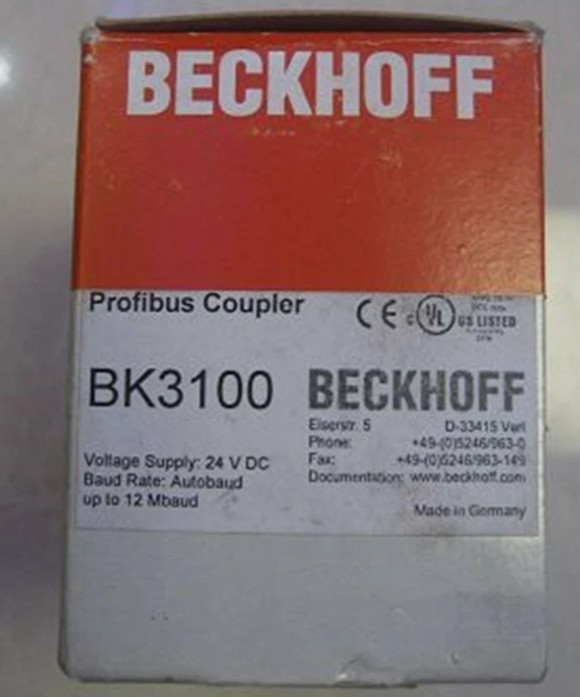 BECKHOFF
Profibus Coupler
CE c UL US LISTED
BK3100
BECKHOFF
Eiserstr. 5 D-33415 Verl
Phone: +49-(0)5246/963-0
Fax: +49-(0)5246/963-149
Documentation: www.beckhoff.com
Voltage Supply: 24 V DC
Baud Rate: Autobaud
up to 12 Mbaud
Made in Germany